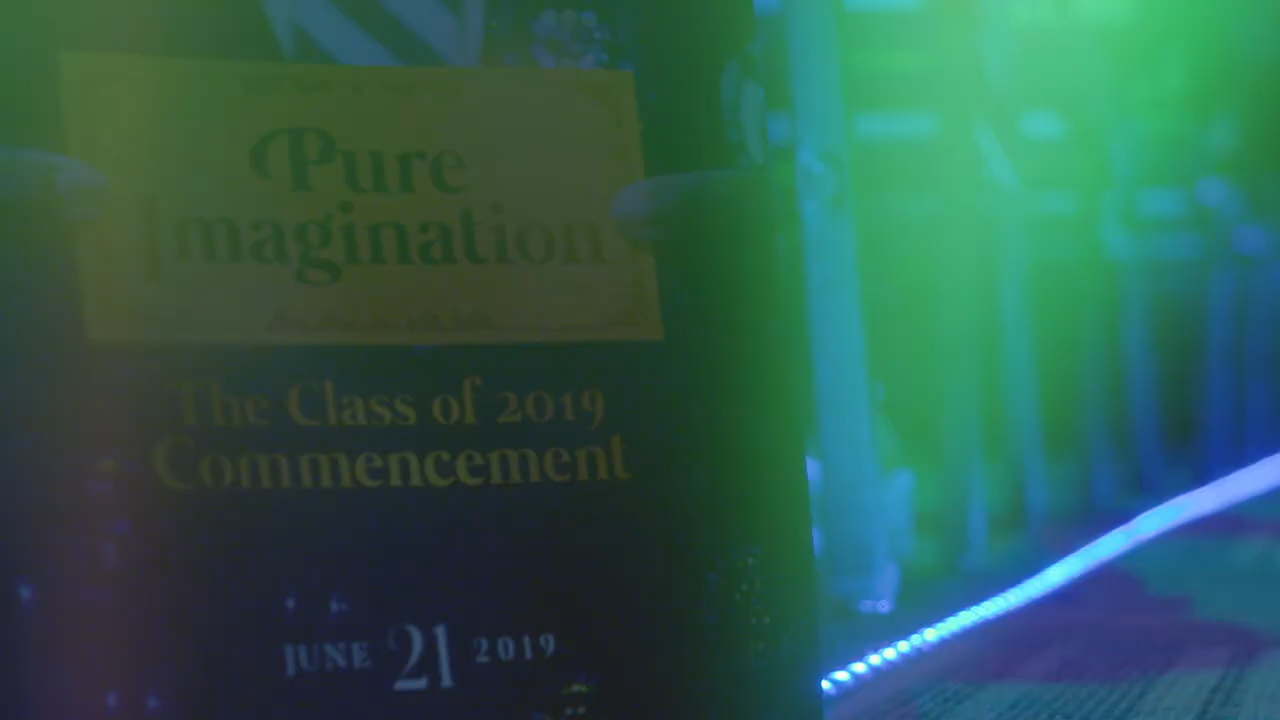 Pure
Imagination
The Class of 2019
Commencement
JUNE 21 2019